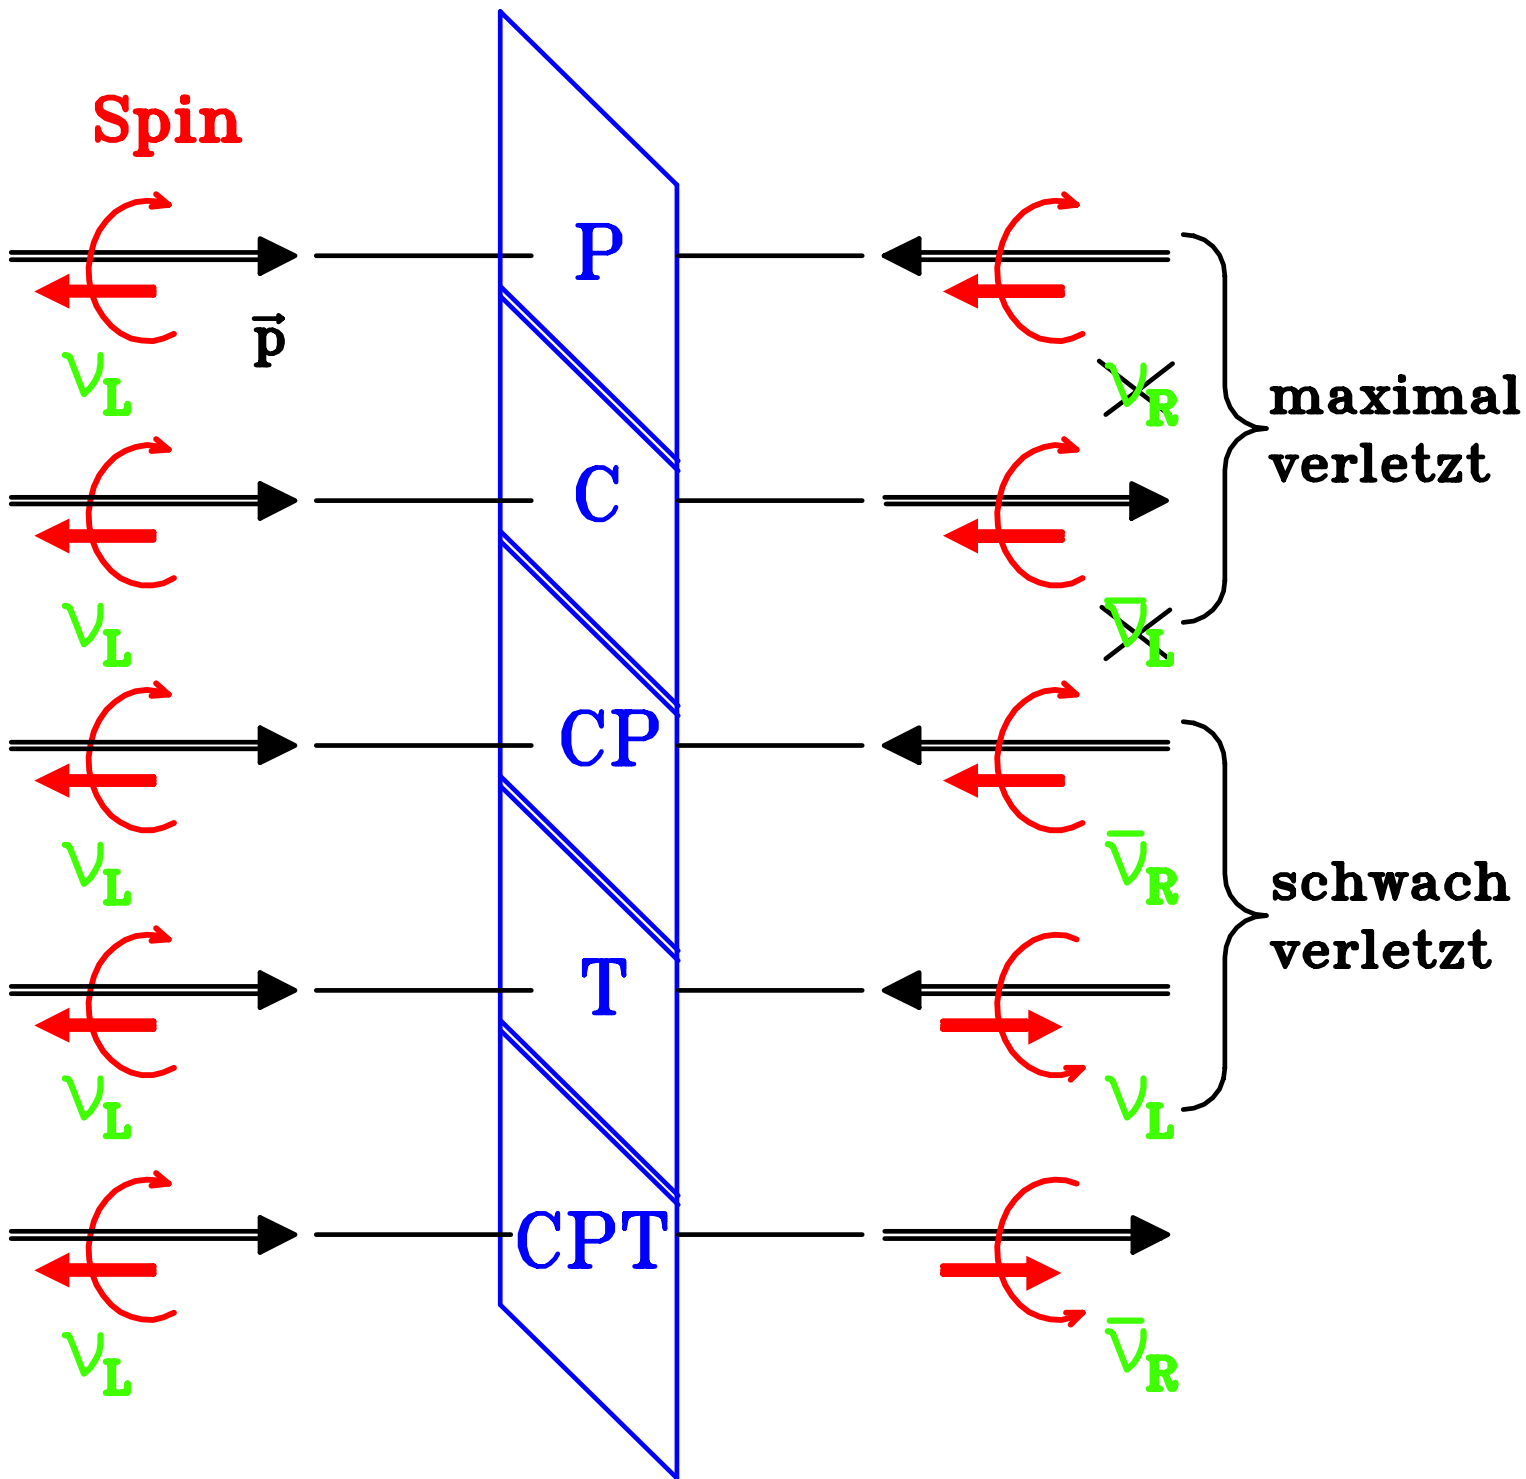 Spin
P
p⃗
ν_L
ν_R
maximal
verletzt
C
ν_L
ν̅_L
CP
ν_L
ν̅_R
schwach
verletzt
T
ν_L
ν_L
CPT
ν_L
ν̅_R